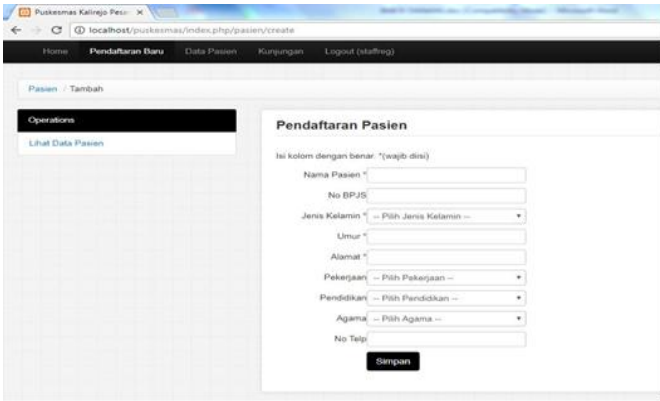 Puskesmas Kalirejo Pesa
localhost/puskesmas/index.php/pasien/create
Home Pendaftaran Baru Data Pasien Kunjungan Logout (staffreg)
Pasien / Tambah
Operations
Lihat Data Pasien
Pendaftaran Pasien
Isi kolom dengan benar. *(wajib diisi)
Nama Pasien *
No BPJS
Jenis Kelamin * -- Pilih Jenis Kelamin --
Umur *
Alamat *
Pekerjaan -- Pilih Pekerjaan --
Pendidikan -- Pilih Pendidikan --
Agama -- Pilih Agama --
No Telp
Simpan